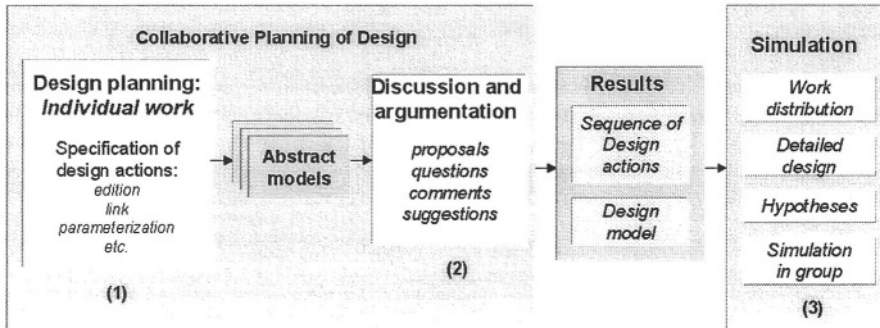 Collaborative Planning of Design
Design planning:
Individual work
Specification of
design actions:
edition
link
parameterization
etc.
(1)
Abstract
models
Discussion and
argumentation
proposals
questions
comments
suggestions
(2)
Results
Sequence of
Design
actions
Design
model
Simulation
Work
distribution
Detailed
design
Hypotheses
Simulation
in group
(3)